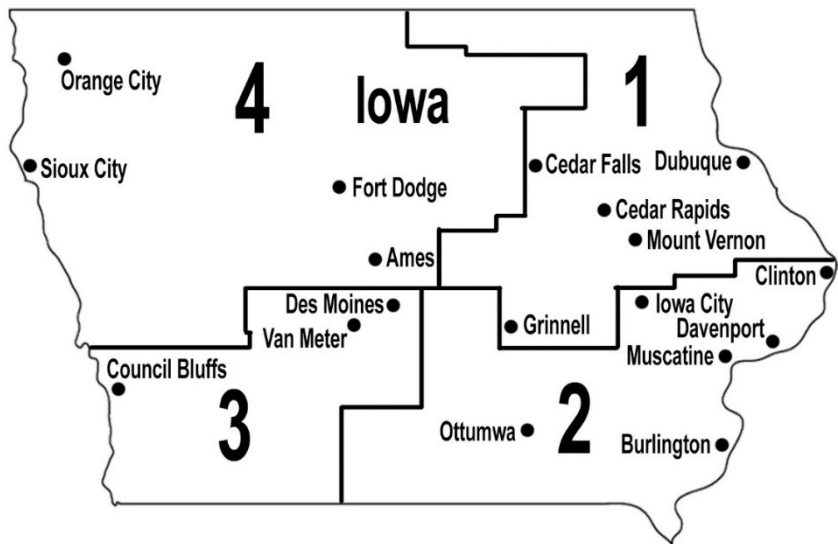 4
Iowa
1
Orange City
Sioux City
Fort Dodge
Cedar Falls
Dubuque
Cedar Rapids
Mount Vernon
Ames
Clinton
Des Moines
Iowa City
Van Meter
Grinnell
Davenport
Muscatine
Council Bluffs
3
Ottumwa
2
Burlington